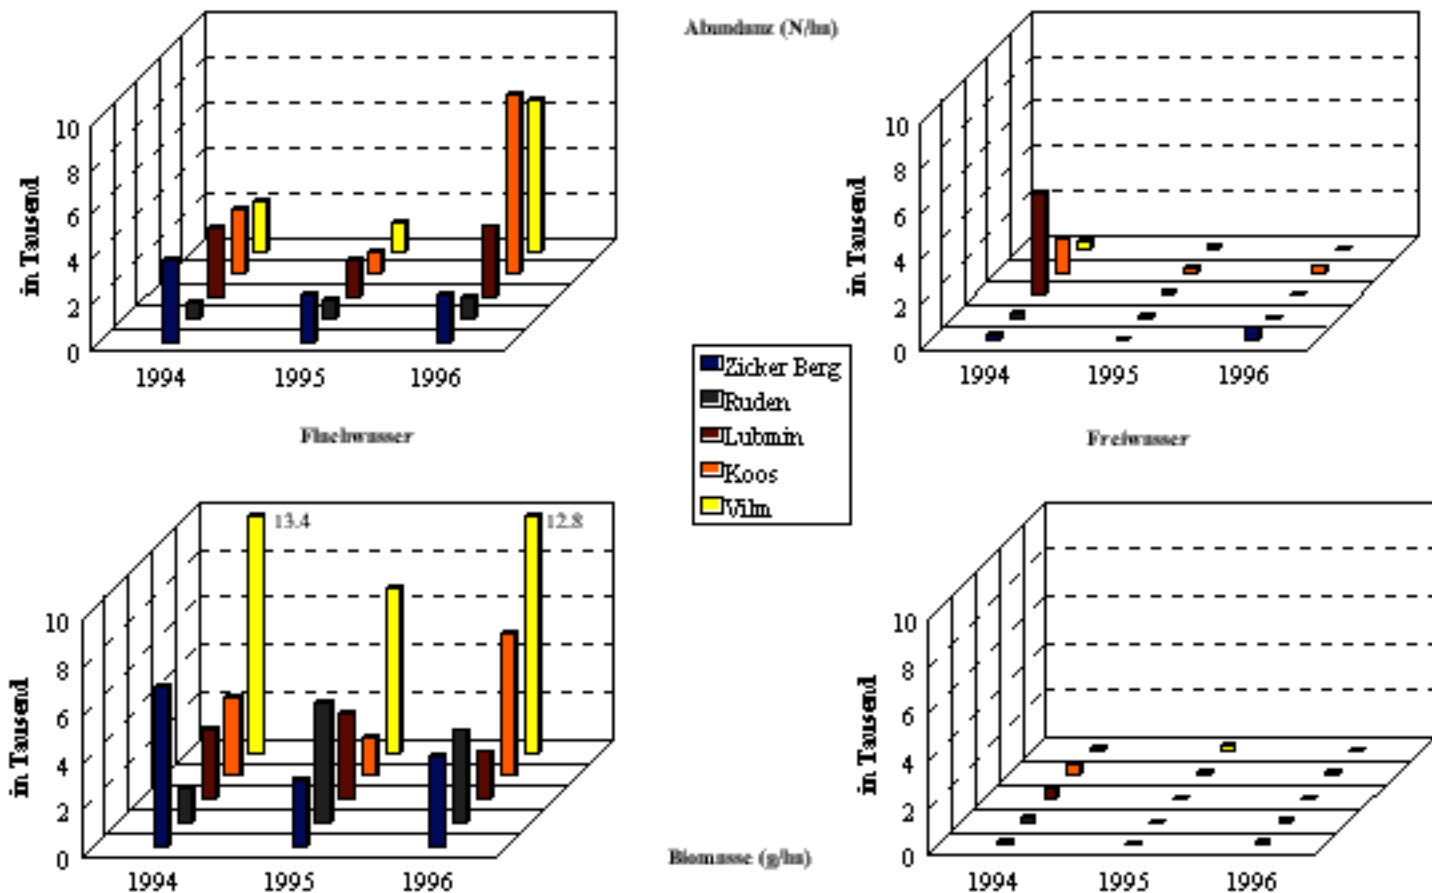 Abundanz (N/ha)
10
8
6
4
2
0
in Tausend
1994
1995
1996
10
8
6
4
2
0
in Tausend
1994
1995
1996
Flachwasser
Zicker Berg
Ruden
Lubmin
Koos
Vilm
Freiwasser
13.4
12.8
10
8
6
4
2
0
in Tausend
1994
1995
1996
10
8
6
4
2
0
in Tausend
1994
1995
1996
Biomasse (g/ha)